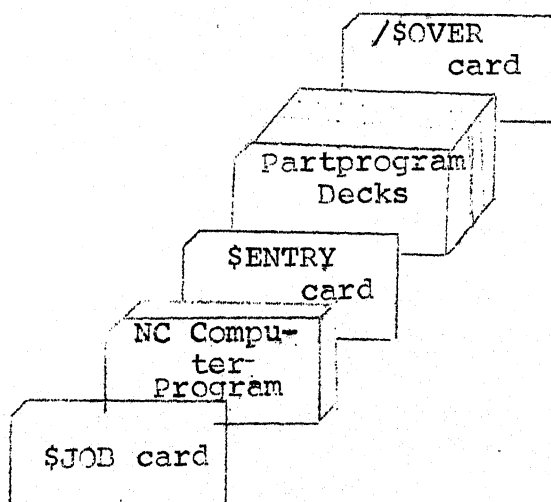 /$OVER
card
Partprogram
Decks
$ENTRY
card
NC Compu-
ter-
Program
$JOB card